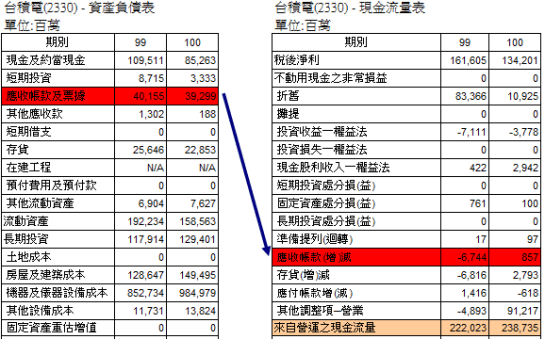 台積電(2330) - 資產負債表
單位:百萬
期別 99 100
現金及約當現金 109,511 85,263
短期投資 8,715 3,333
應收帳款及票據 40,155 39,299
其他應收款 1,302 188
短期借支 0 0
存貨 25,646 22,853
在建工程 N/A N/A
預付費用及預付款 0 0
其他流動資產 6,904 7,627
流動資產 192,234 158,563
長期投資 117,914 129,401
土地成本 0 0
房屋及建築成本 128,647 149,495
機器及儀器設備成本 852,734 984,979
其他設備成本 11,731 13,824
固定資產重估增值 0 0
台積電(2330) - 現金流量表
單位:百萬
期別 99 100
稅後淨利 161,605 134,201
不動用現金之非常損益 0 0
折舊 83,366 10,925
攤提 0 0
投資收益─權益法 -7,111 -3,778
投資損失─權益法 0 0
現金股利收入─權益法 422 2,942
短期投資處分損(益) 0 0
固定資產處分損(益) 761 100
長期投資處分損(益) 0 0
準備提列(迴轉) 17 97
應收帳款(增)減 -6,744 857
存貨(增)減 -6,816 2,793
應付帳款增(減) 1,416 -618
其他調整項─營業 -4,893 91,217
來自營運之現金流量 222,023 238,735